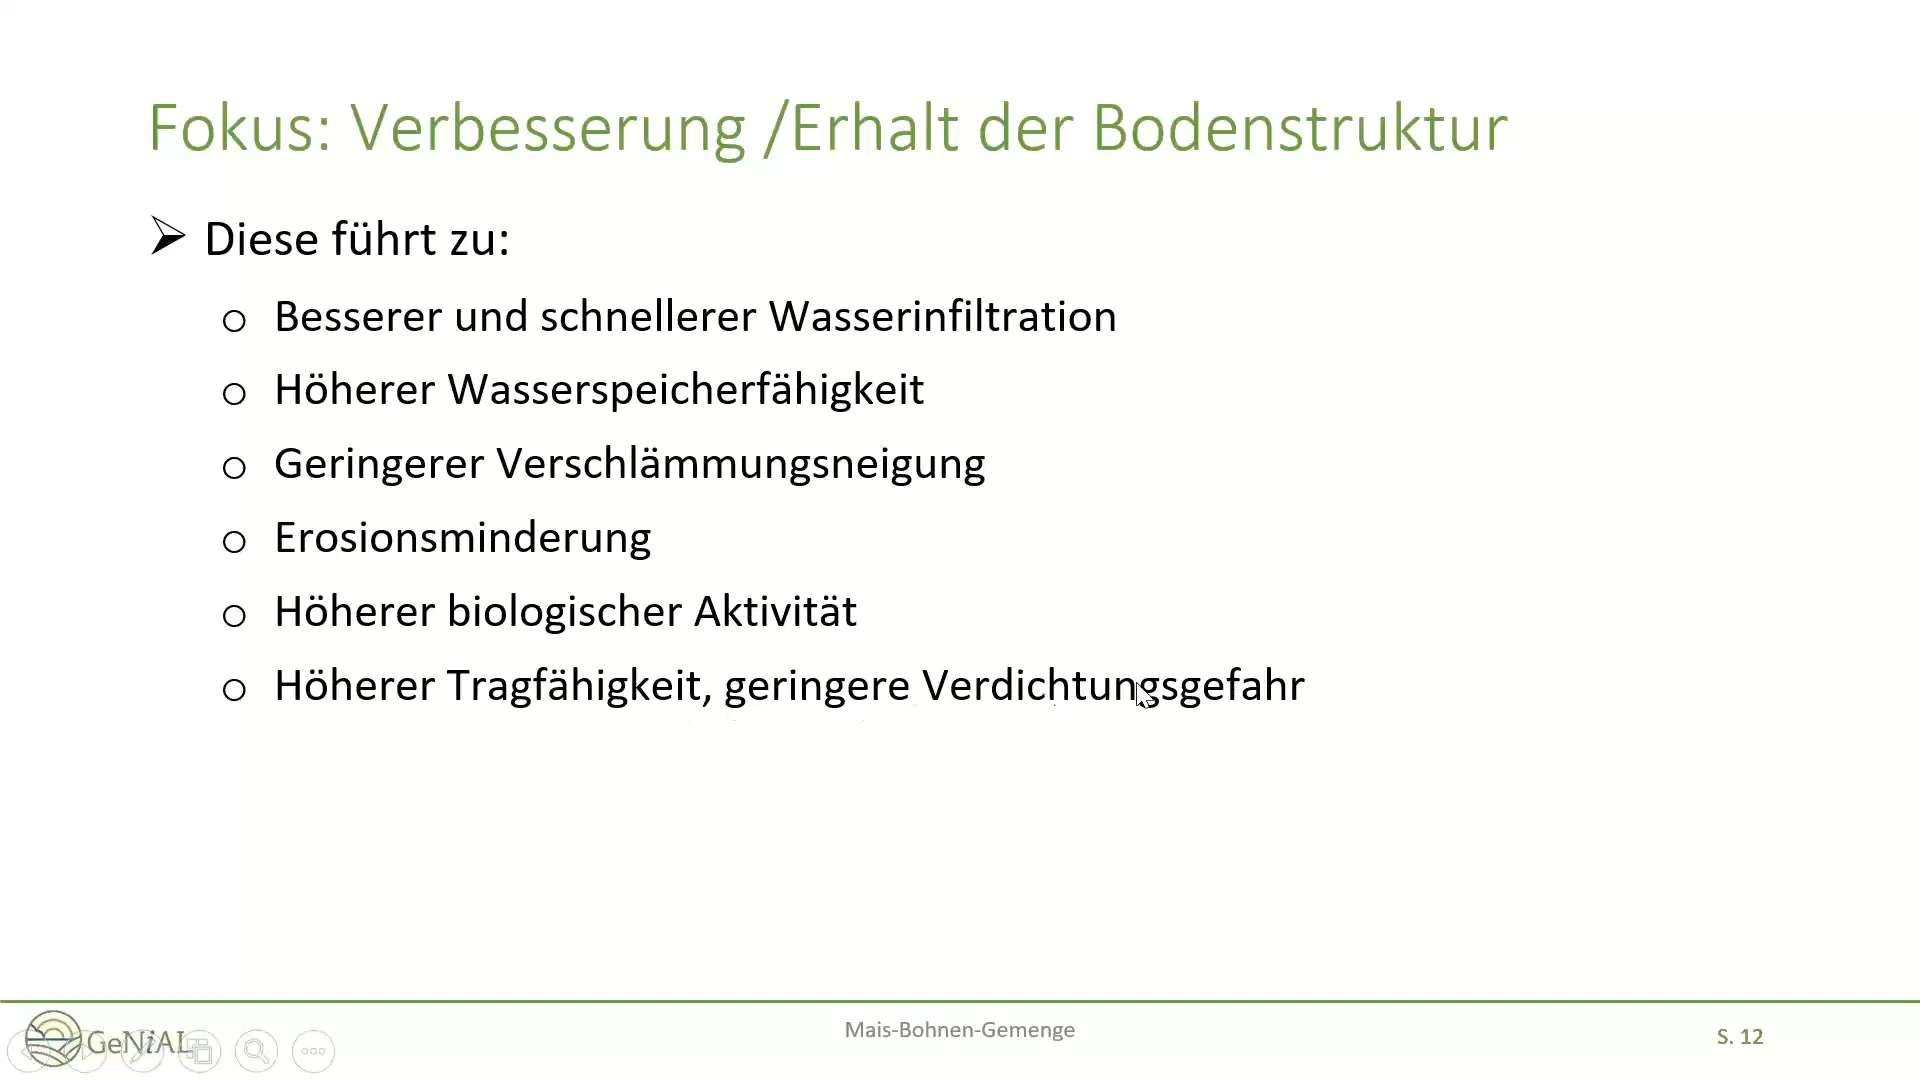 Fokus: Verbesserung /Erhalt der Bodenstruktur
Diese führt zu:
Besserer und schnellerer Wasserinfiltration
Höherer Wasserspeicherfähigkeit
Geringerer Verschlämmungsneigung
Erosionsminderung
Höherer biologischer Aktivität
Höherer Tragfähigkeit, geringere Verdichtungsgefahr
GeNiAL
Mais-Bohnen-Gemenge
S. 12